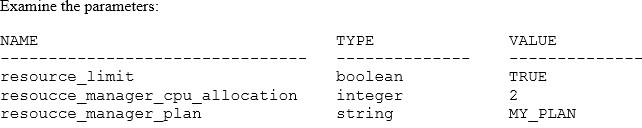 Examine the parameters:
NAME TYPE VALUE
------------------------------- -------------- --------------
resource_limit boolean TRUE
resoucce_manager_cpu_allocation integer 2
resoucce_manager_plan string MY_PLAN